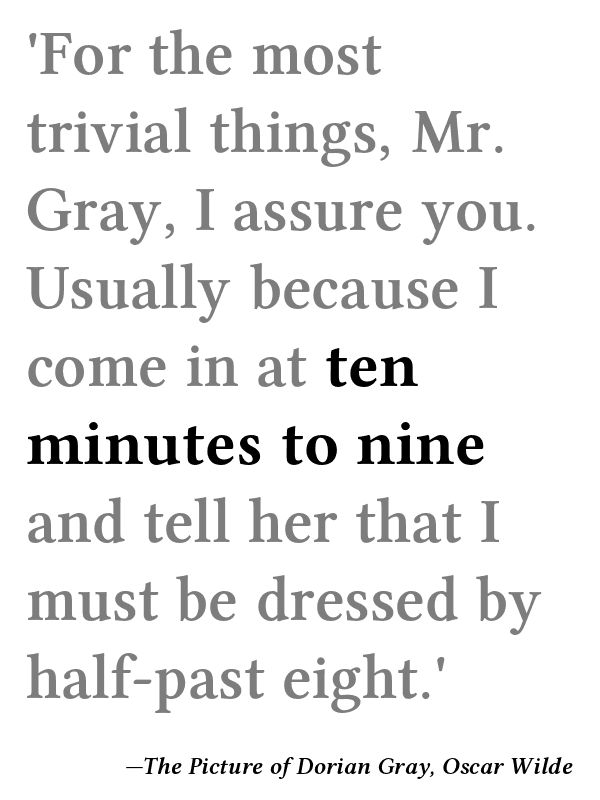 'For the most
trivial things, Mr.
Gray, I assure you.
Usually because I
come in at ten
minutes to nine
and tell her that I
must be dressed by
half-past eight.'
—The Picture of Dorian Gray, Oscar Wilde